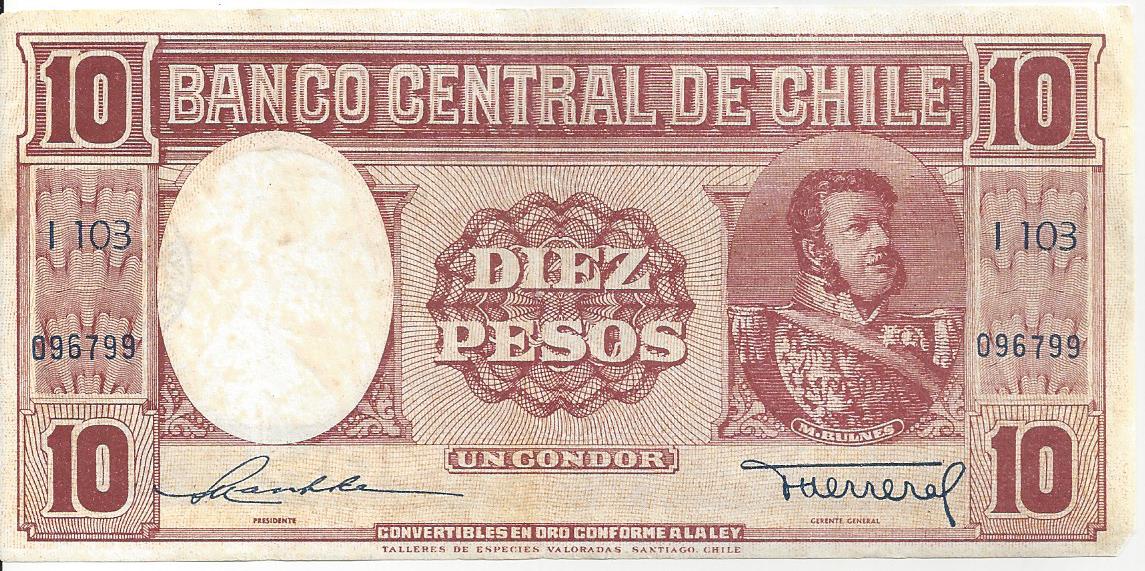 10 BANCO CENTRAL DE CHILE 10
I 103 I 103
DIEZ
PESOS
096799 096799
M. BULNES
10 UN CONDOR 10
PRESIDENTE GERENTE GENERAL
CONVERTIBLES EN ORO CONFORME A LA LEY
TALLERES DE ESPECIES VALORADAS. SANTIAGO. CHILE